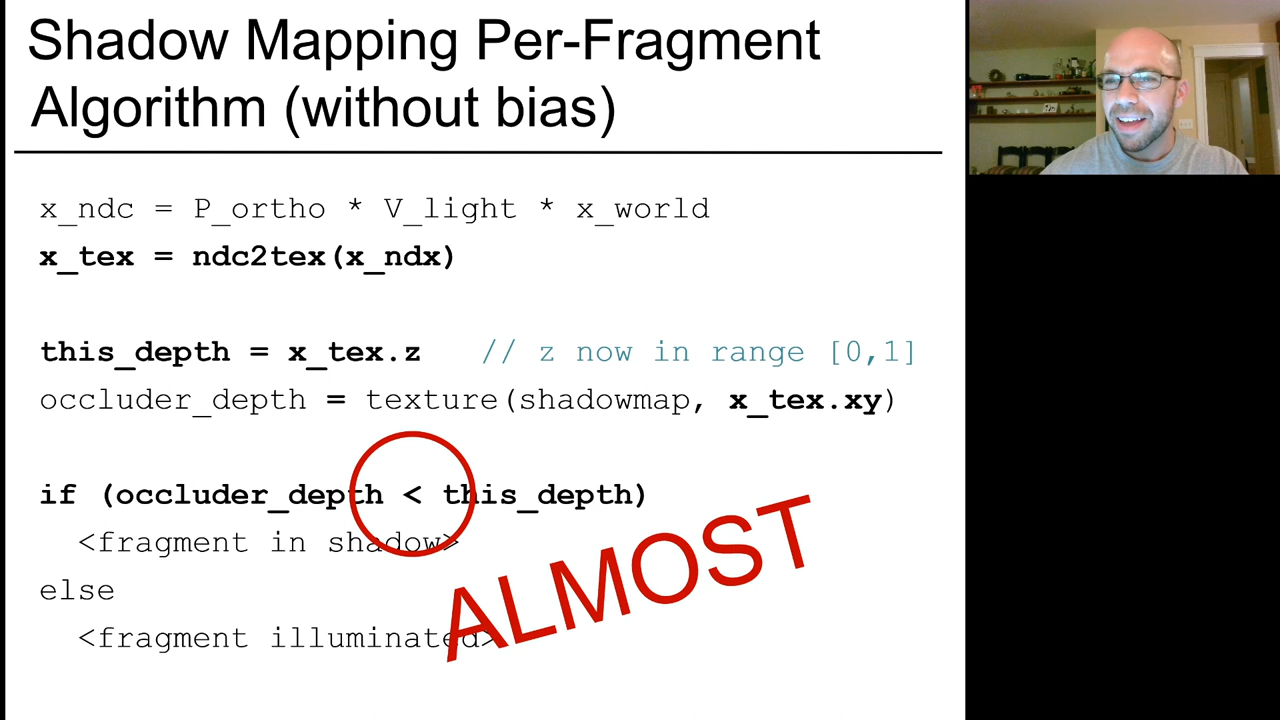 Shadow Mapping Per-Fragment
Algorithm (without bias)
x_ndc = P_ortho * V_light * x_world
x_tex = ndc2tex(x_ndx)
this_depth = x_tex.z // z now in range [0,1]
occluder_depth = texture(shadowmap, x_tex.xy)
if (occluder_depth < this_depth)
<fragment in shadow>
else
<fragment illuminated>
ALMOST